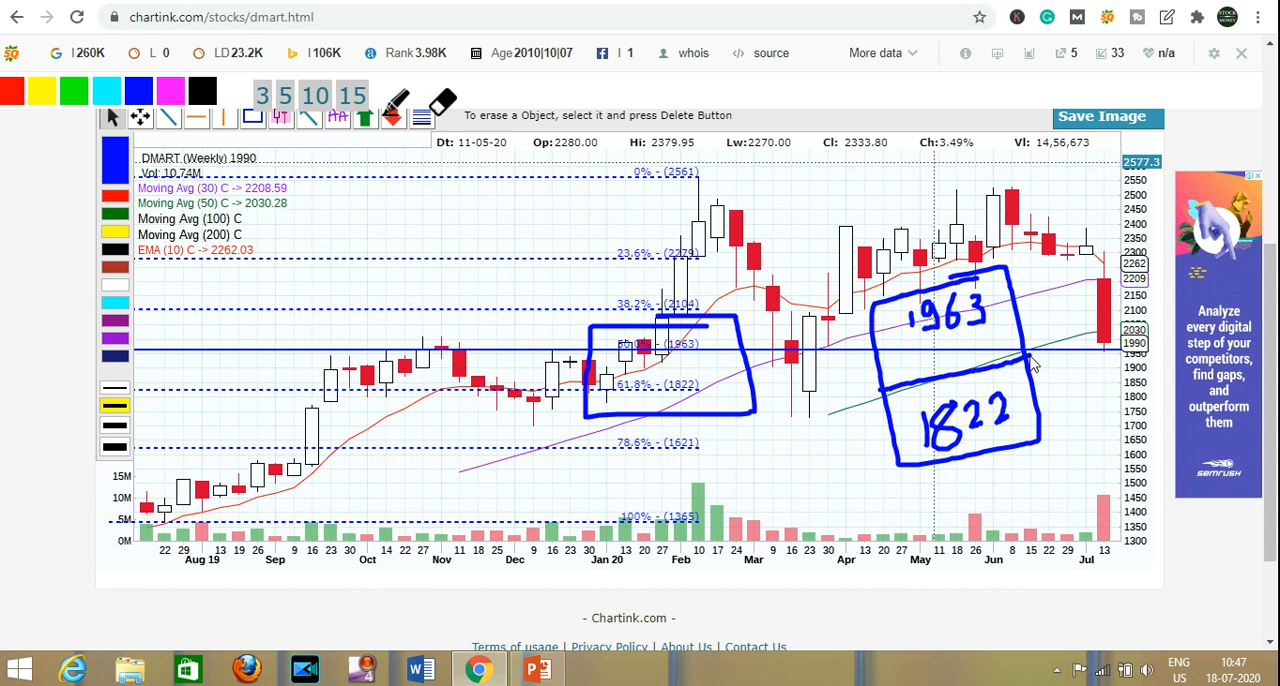 chartink.com/stocks/dmart.html
I 260K L 0 LD 23.2K I 106K Rank 3.98K Age 2010|10|07 I 1 whois source More data 5 33 n/a
3 5 10 15
To erase a Object, select it and press Delete Button
Save Image
Dt: 11-05-20 Op: 2280.00 Hi: 2379.95 Lw: 2270.00 Cl: 2333.80 Ch: 3.49% Vl: 14,56,673
DMART (Weekly) 1990
Vol: 10.74M
Moving Avg (30) C -> 2208.59
Moving Avg (50) C -> 2030.28
Moving Avg (100) C
Moving Avg (200) C
EMA (10) C -> 2262.03
0% - (2561)
23.6% - (2279)
38.2% - (2104)
50.0% - (1963)
61.8% - (1822)
78.6% - (1621)
100% - (1365)
1963
1822
2577.3
2550
2500
2450
2400
2350
2300
2262
2209
2150
2100
2030
1990
1950
1900
1850
1800
1750
1700
1650
1600
1550
1500
1450
1400
1350
1300
15M
10M
5M
0M
22 29 13 19 26 9 16 23 30 14 22 27 11 18 25 9 16 23 30 13 20 27 10 17 24 9 16 23 30 13 20 27 11 18 26 8 15 22 29 13
Aug 19 Sep Oct Nov Dec Jan 20 Feb Mar Apr May Jun Jul
Analyze
every digital
step of your
competitors,
find gaps,
and
outperform
them
SEMRUSH
- Chartink.com -
Terms of usage | Privacy Policy | About Us | Contact Us
ENG
US
10:47
18-07-2020